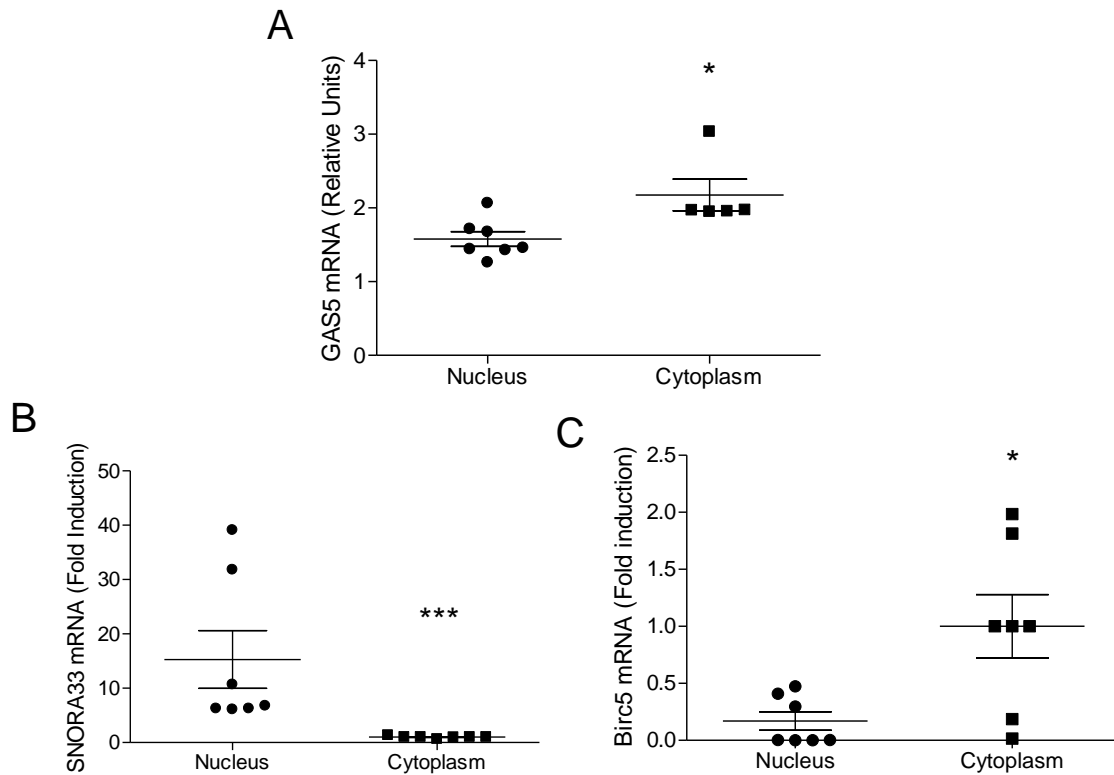 A
GAS5 mRNA (Relative Units)
4
3
2
1
0
*
Nucleus
Cytoplasm
B
SNORA33 mRNA (Fold Induction)
50
40
30
20
10
0
***
Nucleus
Cytoplasm
C
Birc5 mRNA (Fold induction)
2.5
2.0
1.5
1.0
0.5
0.0
*
Nucleus
Cytoplasm